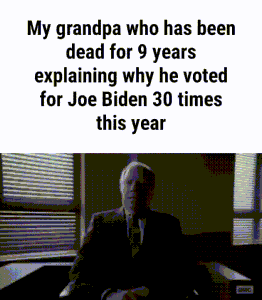 My grandpa who has been
dead for 9 years
explaining why he voted
for Joe Biden 30 times
this year
amc